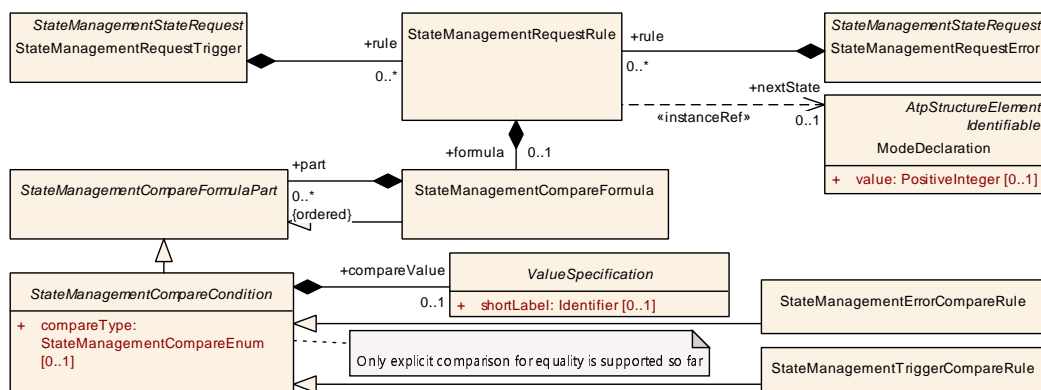 StateManagementStateRequest
StateManagementRequestTrigger
+rule
0..*
StateManagementRequestRule
+rule
0..*
StateManagementStateRequest
StateManagementRequestError
+nextState
«instanceRef»
0..1
AtpStructureElement
Identifiable
ModeDeclaration
+ value: PositiveInteger [0..1]
+formula
0..1
+part
0..*
{ordered}
StateManagementCompareFormulaPart
StateManagementCompareFormula
StateManagementCompareCondition
+ compareType:
StateManagementCompareEnum
[0..1]
+compareValue
0..1
ValueSpecification
+ shortLabel: Identifier [0..1]
StateManagementErrorCompareRule
Only explicit comparison for equality is supported so far
StateManagementTriggerCompareRule